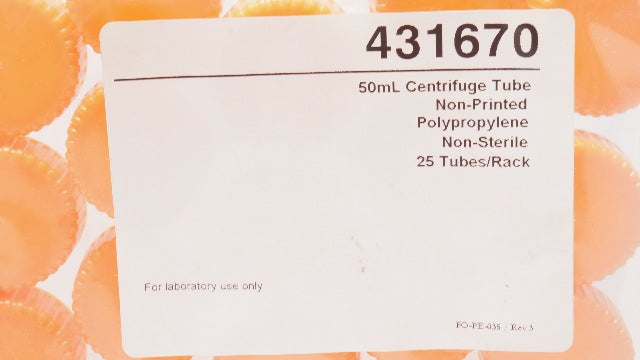 431670
50mL Centrifuge Tube
Non-Printed
Polypropylene
Non-Sterile
25 Tubes/Rack
For laboratory use only
FO-PE-035 / Rev 3